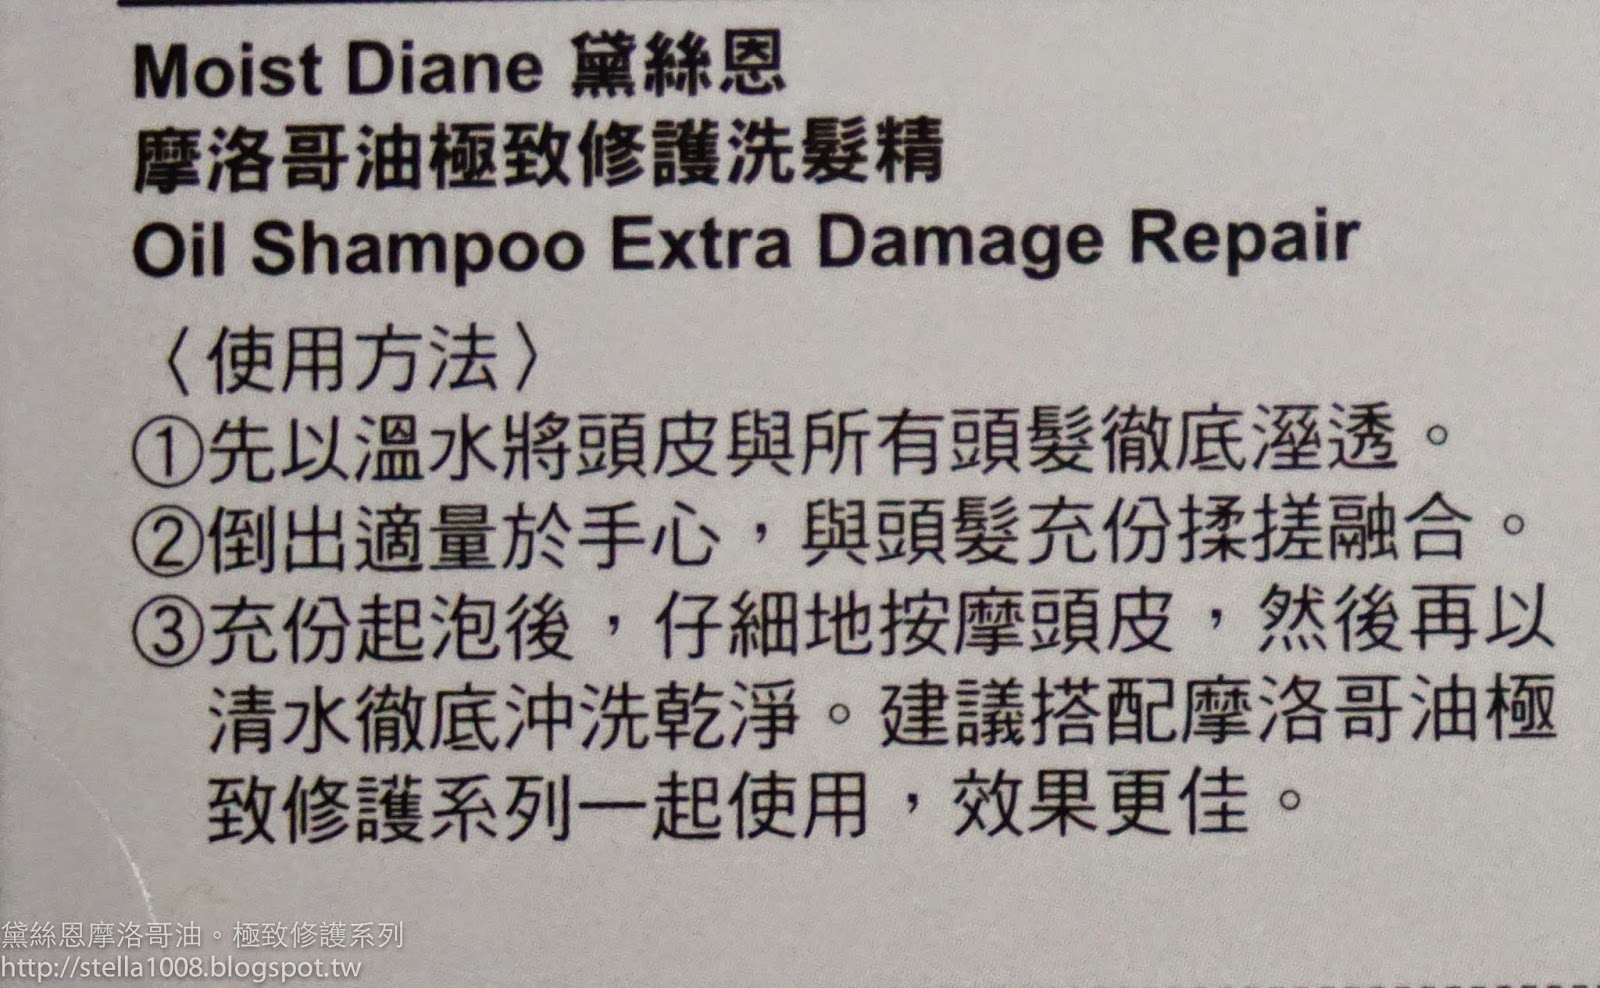 Moist Diane 黛絲恩
摩洛哥油極致修護洗髮精
Oil Shampoo Extra Damage Repair
〈使用方法〉
①先以溫水將頭皮與所有頭髮徹底溼透。
②倒出適量於手心，與頭髮充份揉搓融合。
③充份起泡後，仔細地按摩頭皮，然後再以
清水徹底沖洗乾淨。建議搭配摩洛哥油極
致修護系列一起使用，效果更佳。
黛絲恩摩洛哥油。極致修護系列
http://stella1008.blogspot.tw